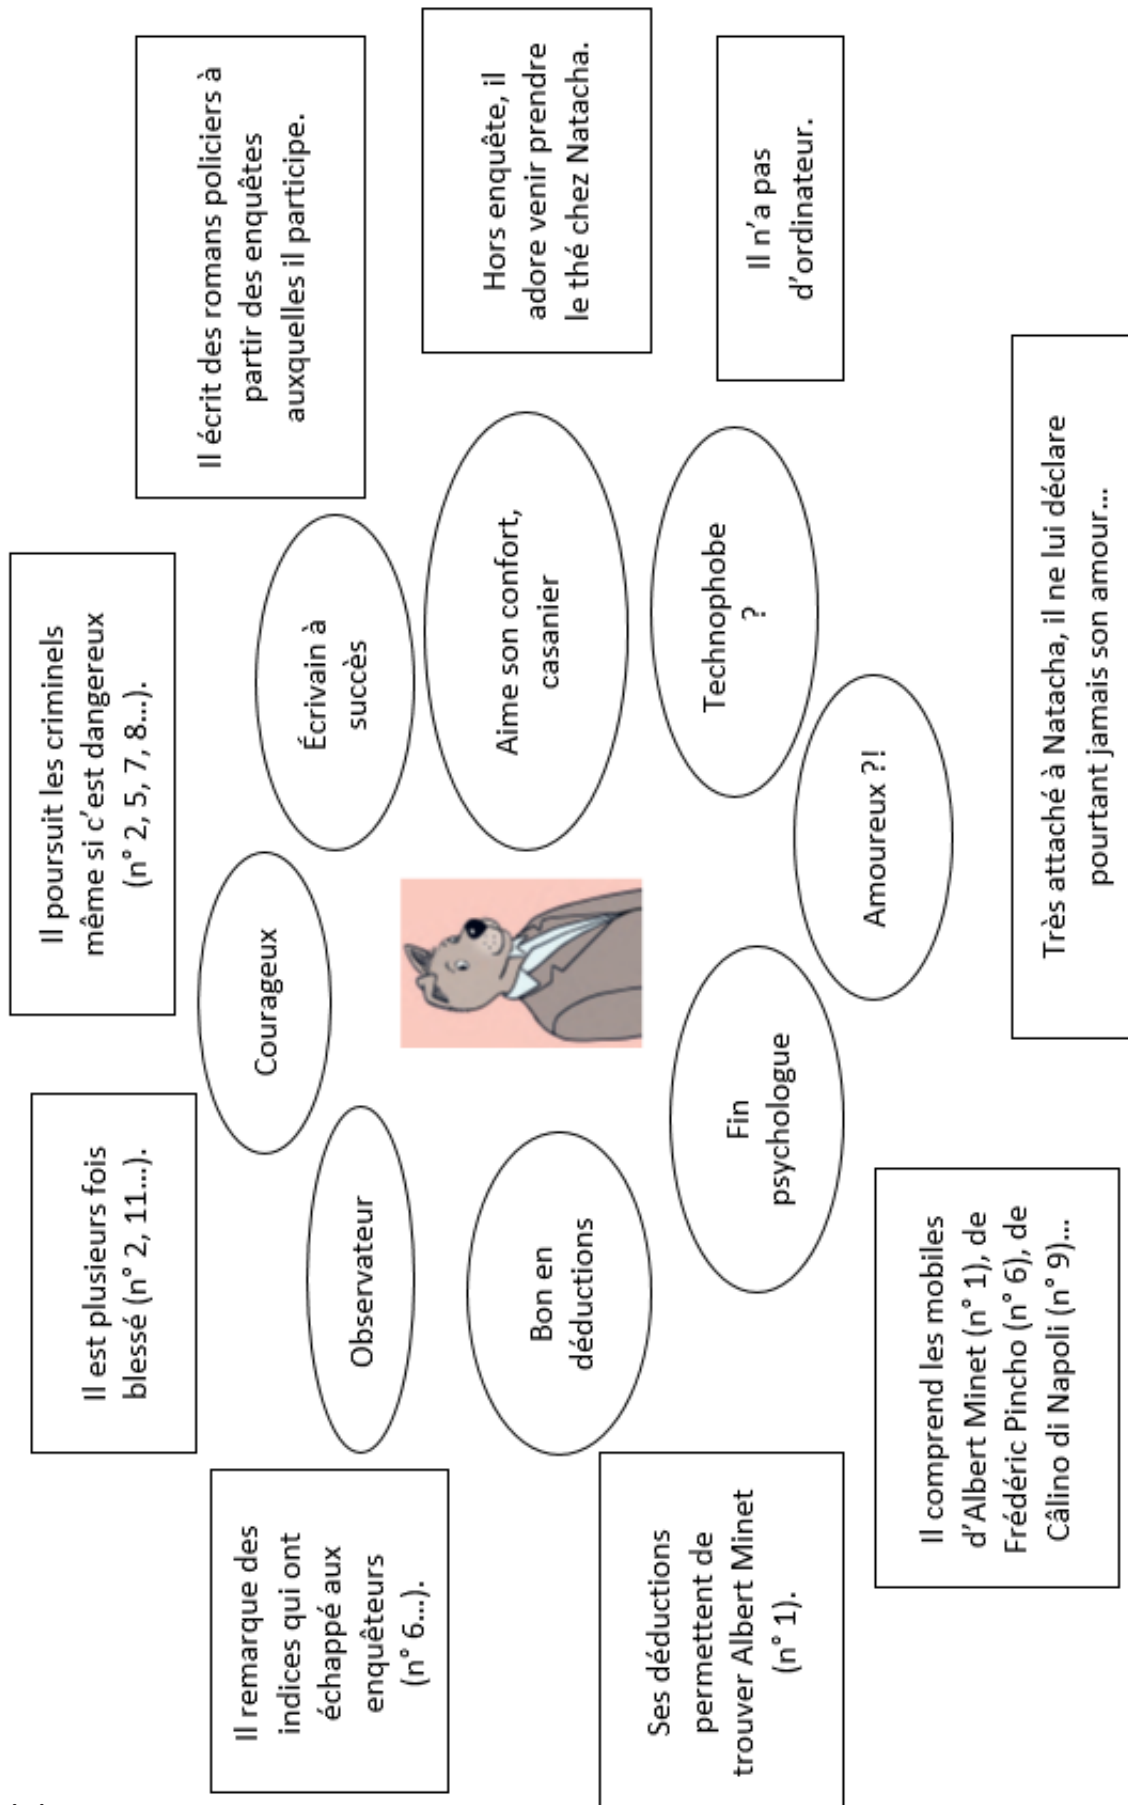 Il remarque des
indices qui ont
échappé aux
enquêteurs
(n° 6...).
Il est plusieurs fois
blessé (n° 2, 11...).
Il poursuit les criminels
même si c'est dangereux
(n° 2, 5, 7, 8...).
Il écrit des romans policiers à
partir des enquêtes
auxquelles il participe.
Observateur
Courageux
Écrivain à
succès
Hors enquête, il
adore venir prendre
le thé chez Natacha.
Bon en
déductions
Aime son confort,
casanier
Ses déductions
permettent de
trouver Albert Minet
(n° 1).
Fin
psychologue
Amoureux ?!
Technophobe
?
Il n'a pas
d'ordinateur.
Il comprend les mobiles
d'Albert Minet (n° 1), de
Frédéric Pincho (n° 6), de
Câlino di Napoli (n° 9)...
Très attaché à Natacha, il ne lui déclare
pourtant jamais son amour...